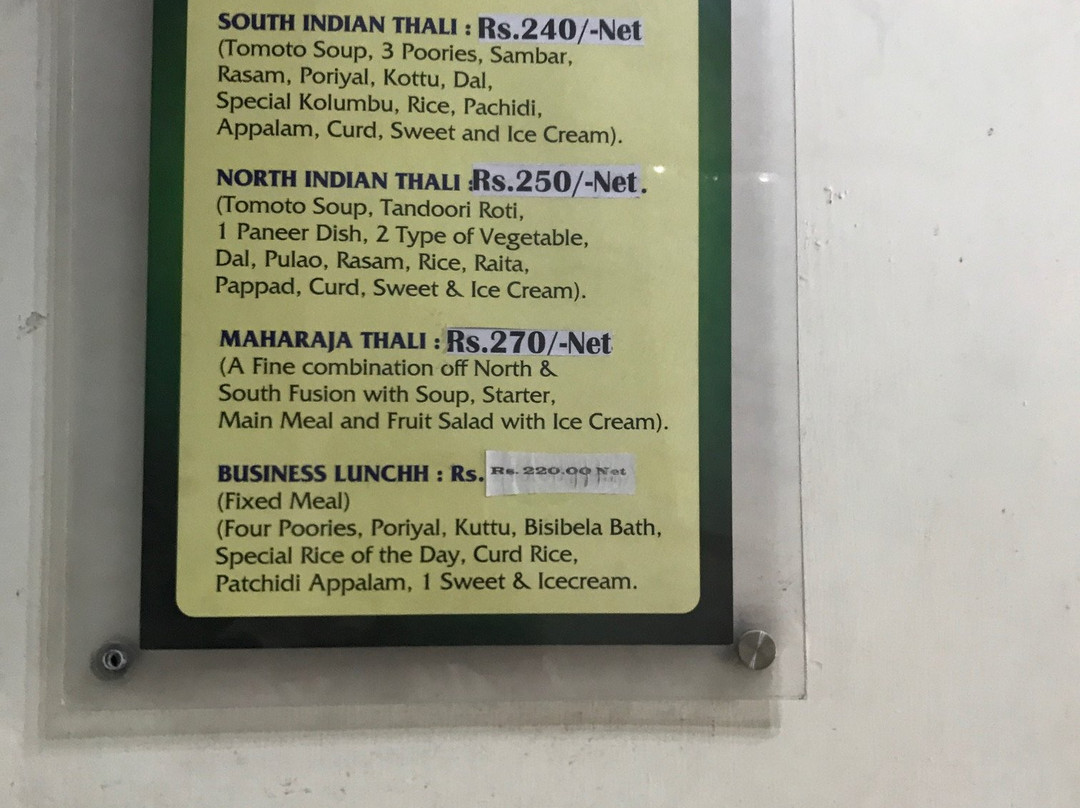 SOUTH INDIAN THALI : Rs.240/-Net
(Tomoto Soup, 3 Poories, Sambar,
Rasam, Poriyal, Kottu, Dal,
Special Kolumbu, Rice, Pachidi,
Appalam, Curd, Sweet and Ice Cream).
NORTH INDIAN THALI :Rs.250/-Net.
(Tomoto Soup, Tandoori Roti,
1 Paneer Dish, 2 Type of Vegetable,
Dal, Pulao, Rasam, Rice, Raita,
Pappad, Curd, Sweet & Ice Cream).
MAHARAJA THALI : Rs.270/-Net
(A Fine combination off North &
South Fusion with Soup, Starter,
Main Meal and Fruit Salad with Ice Cream).
BUSINESS LUNCHH : Rs. Rs. 220.00 Net
(Fixed Meal)
(Four Poories, Poriyal, Kuttu, Bisibela Bath,
Special Rice of the Day, Curd Rice,
Patchidi Appalam, 1 Sweet & Icecream.